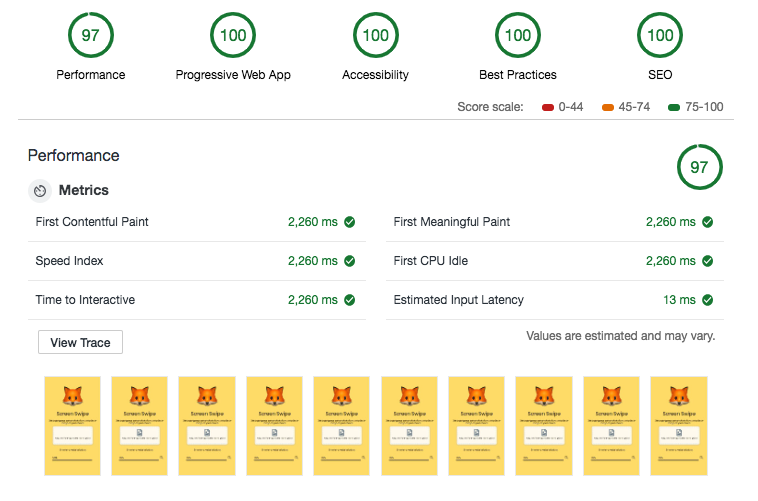 97 100 100 100 100
Performance Progressive Web App Accessibility Best Practices SEO
Score scale: 0-44 45-74 75-100
Performance
97
Metrics
First Contentful Paint 2,260 ms First Meaningful Paint 2,260 ms
Speed Index 2,260 ms First CPU Idle 2,260 ms
Time to Interactive 2,260 ms Estimated Input Latency 13 ms
View Trace Values are estimated and may vary.
Screen Swipe Screen Swipe Screen Swipe Screen Swipe Screen Swipe Screen Swipe Screen Swipe Screen Swipe Screen Swipe Screen Swipe